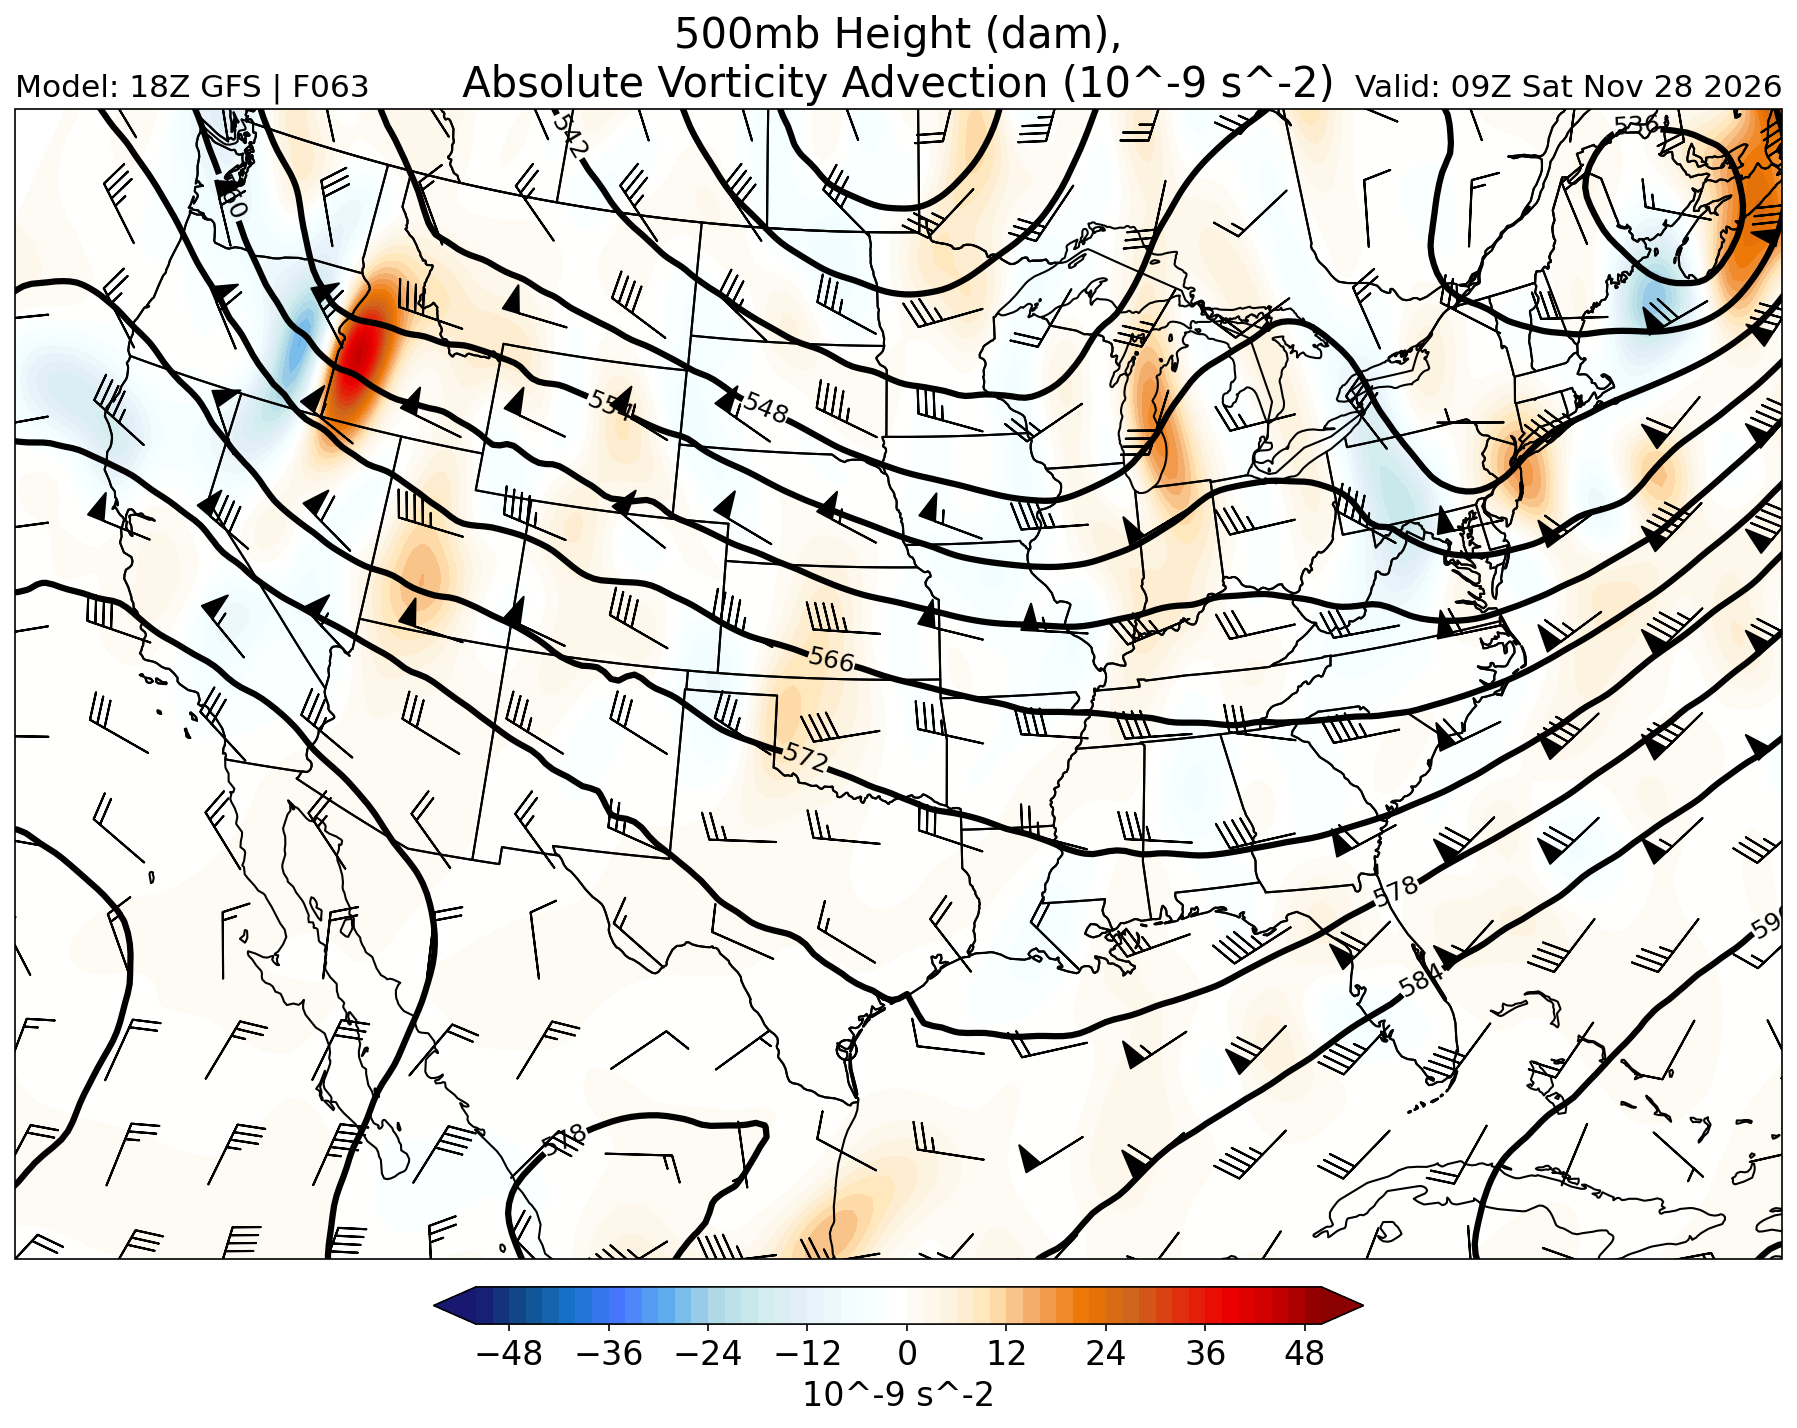 500mb Height (dam),
Model: 18Z GFS | F063
Absolute Vorticity Advection (10^-9 s^-2)
Valid: 09Z Sat Nov 28 2026
542
536
548
566
572
578
584
578
−48 −36 −24 −12 0 12 24 36 48
10^-9 s^-2